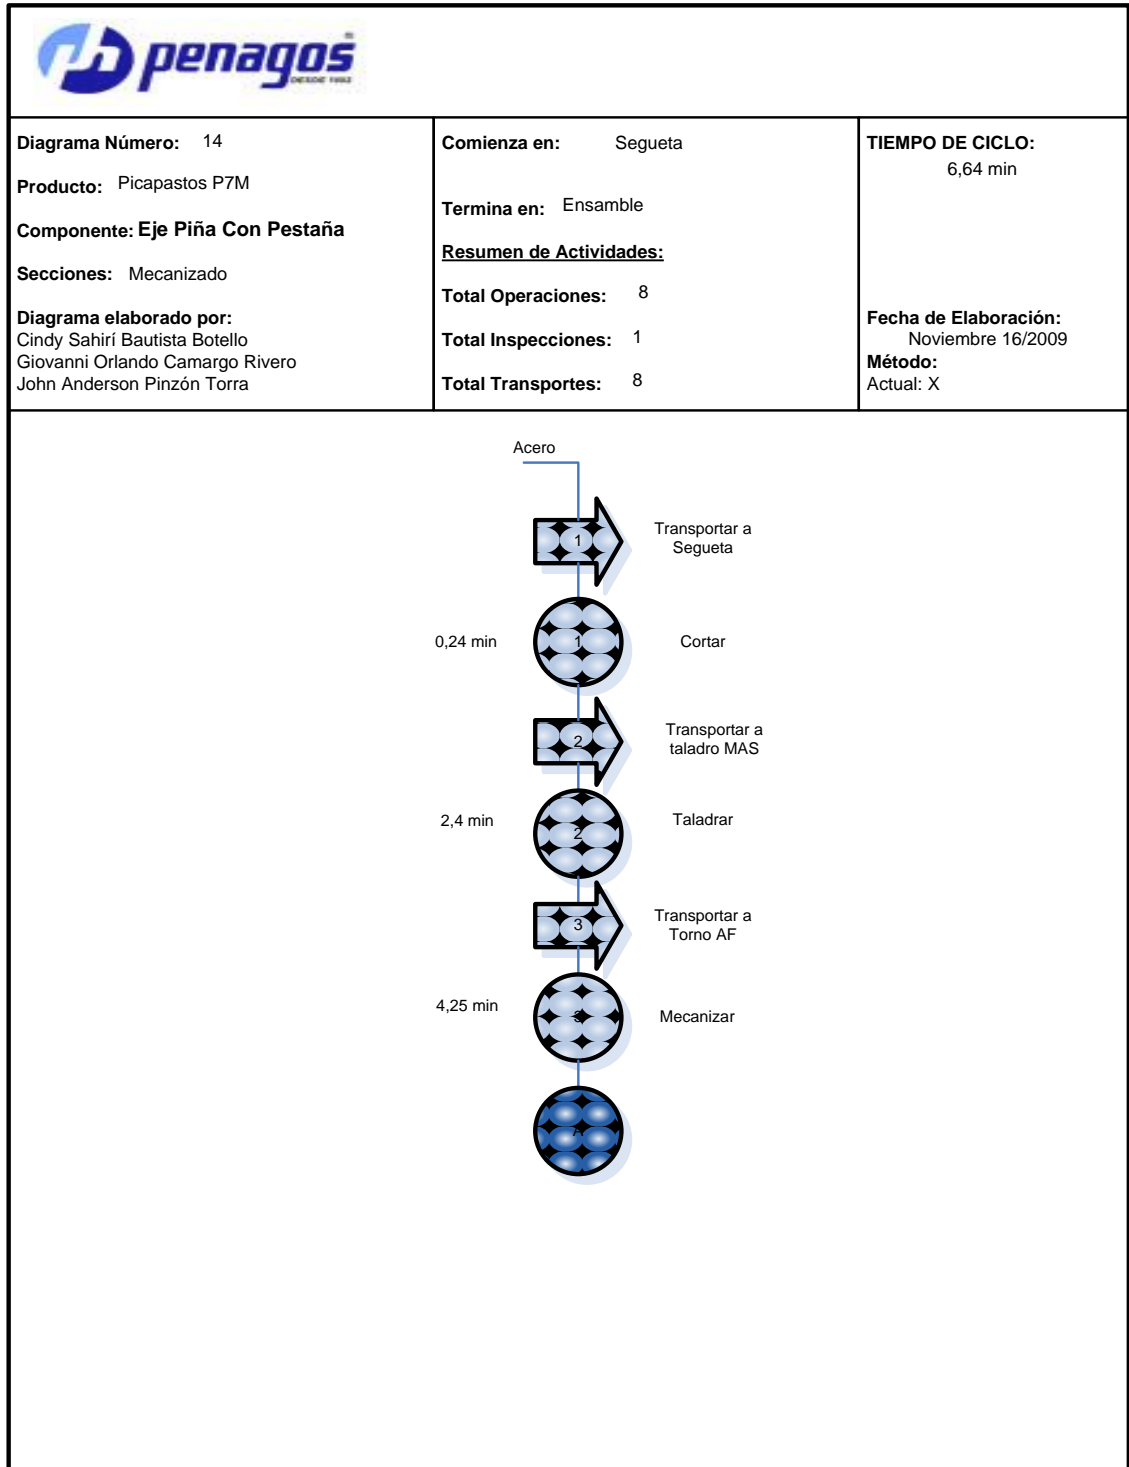 penagos
DESDE 1892
Diagrama Número: 14
Producto: Picapastos P7M
Componente: Eje Piña Con Pestaña
Secciones: Mecanizado
Diagrama elaborado por:
Cindy Sahirí Bautista Botello
Giovanni Orlando Camargo Rivero
John Anderson Pinzón Torra
Comienza en: Segueta
Termina en: Ensamble
Resumen de Actividades:
Total Operaciones: 8
Total Inspecciones: 1
Total Transportes: 8
TIEMPO DE CICLO:
6,64 min
Fecha de Elaboración:
Noviembre 16/2009
Método:
Actual: X
Acero
1
Transportar a
Segueta
0,24 min
1
Cortar
2
Transportar a
taladro MAS
2,4 min
2
Taladrar
3
Transportar a
Torno AF
4,25 min
3
Mecanizar
A